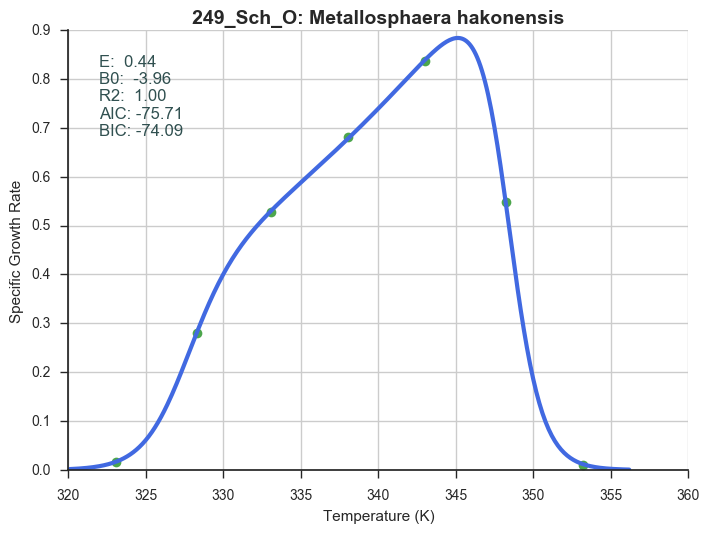 249_Sch_O: Metallosphaera hakonensis
E:  0.44
B0:  -3.96
R2:  1.00
AIC: -75.71
BIC: -74.09
Specific Growth Rate
0.9
0.8
0.7
0.6
0.5
0.4
0.3
0.2
0.1
0.0
320 325 330 335 340 345 350 355 360
Temperature (K)